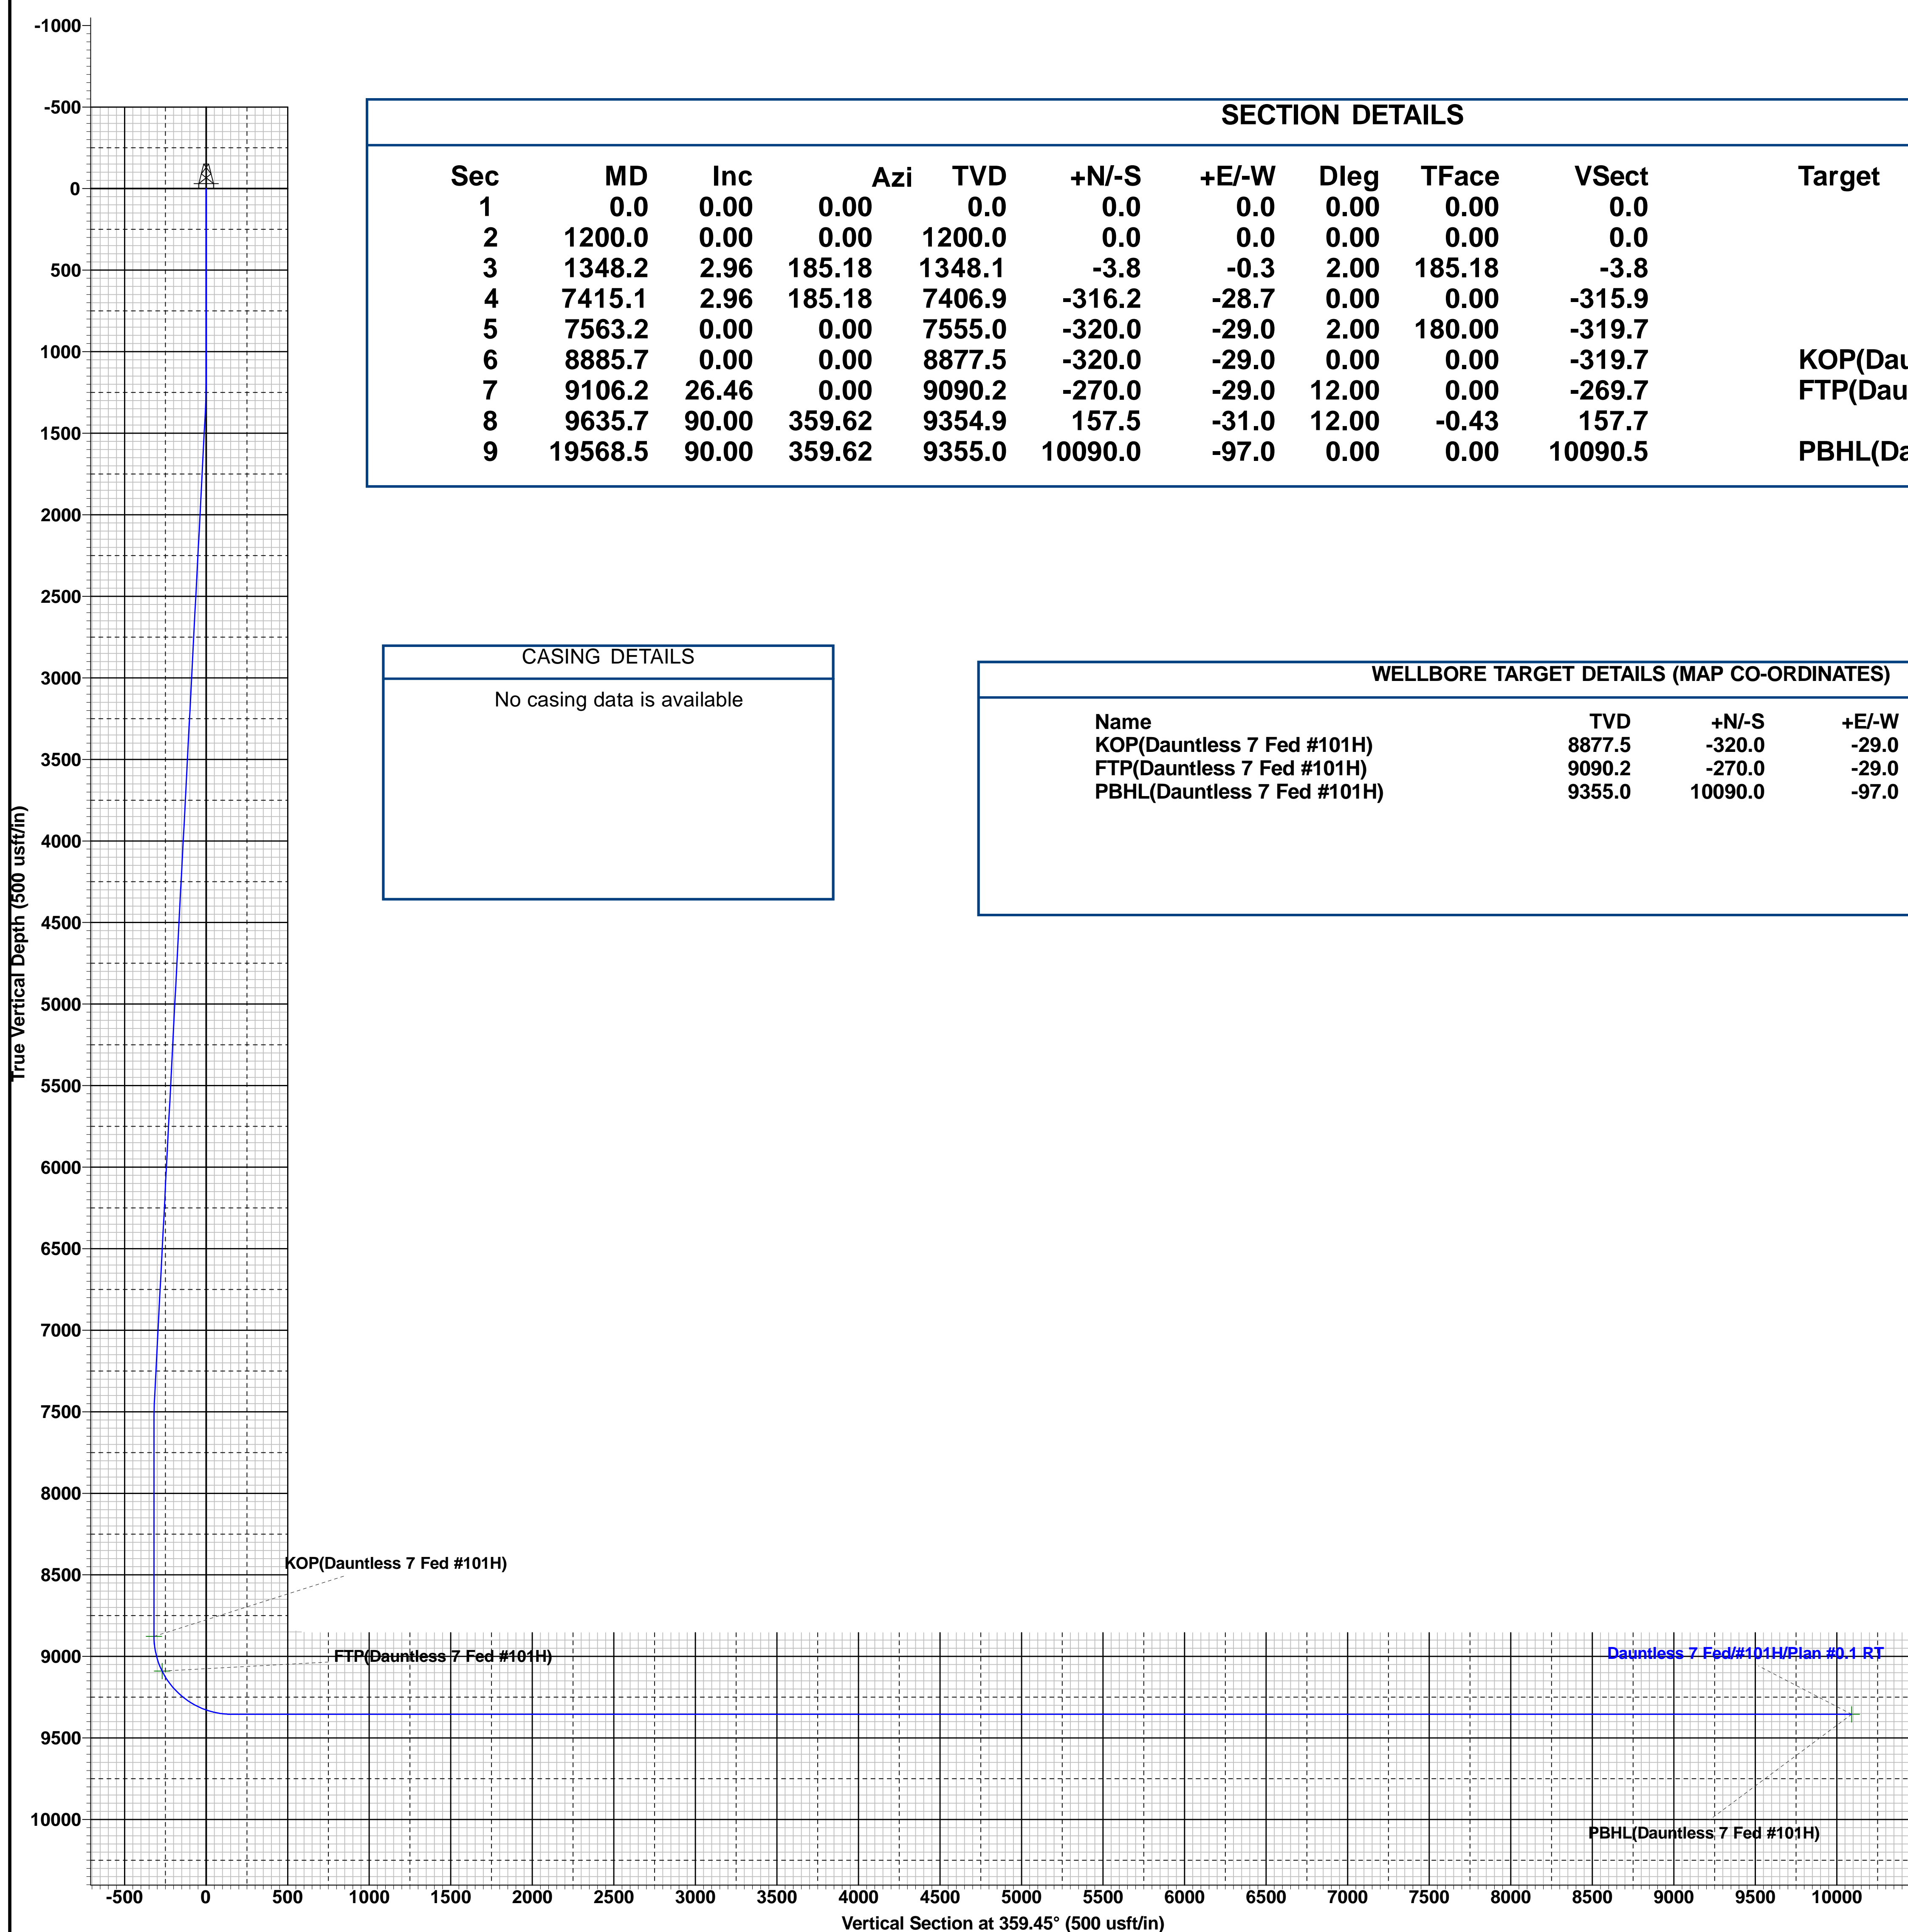 SECTION DETAILS
Sec MD Inc Azi TVD +N/-S +E/-W Dleg TFace VSect Target
1 0.0 0.00 0.00 0.0 0.0 0.0 0.00 0.00 0.0
2 1200.0 0.00 0.00 1200.0 0.0 0.0 0.00 0.00 0.0
3 1348.2 2.96 185.18 1348.1 -3.8 -0.3 2.00 185.18 -3.8
4 7415.1 2.96 185.18 7406.9 -316.2 -28.7 0.00 0.00 -315.9
5 7563.2 0.00 0.00 7555.0 -320.0 -29.0 2.00 180.00 -319.7
6 8885.7 0.00 0.00 8877.5 -320.0 -29.0 0.00 0.00 -319.7 KOP(Dau
7 9106.2 26.46 0.00 9090.2 -270.0 -29.0 12.00 0.00 -269.7 FTP(Dau
8 9635.7 90.00 359.62 9354.9 157.5 -31.0 12.00 -0.43 157.7
9 19568.5 90.00 359.62 9355.0 10090.0 -97.0 0.00 0.00 10090.5 PBHL(Da
CASING DETAILS
No casing data is available
WELLBORE TARGET DETAILS (MAP CO-ORDINATES)
Name TVD +N/-S +E/-W
KOP(Dauntless 7 Fed #101H) 8877.5 -320.0 -29.0
FTP(Dauntless 7 Fed #101H) 9090.2 -270.0 -29.0
PBHL(Dauntless 7 Fed #101H) 9355.0 10090.0 -97.0
True Vertical Depth (500 usft/in)
-1000
-500
0
500
1000
1500
2000
2500
3000
3500
4000
4500
5000
5500
6000
6500
7000
7500
8000
8500
9000
9500
10000
KOP(Dauntless 7 Fed #101H)
FTP(Dauntless 7 Fed #101H)
Dauntless 7 Fed/#101H/Plan #0.1 RT
PBHL(Dauntless 7 Fed #101H)
-500 0 500 1000 1500 2000 2500 3000 3500 4000 4500 5000 5500 6000 6500 7000 7500 8000 8500 9000 9500 10000
Vertical Section at 359.45° (500 usft/in)